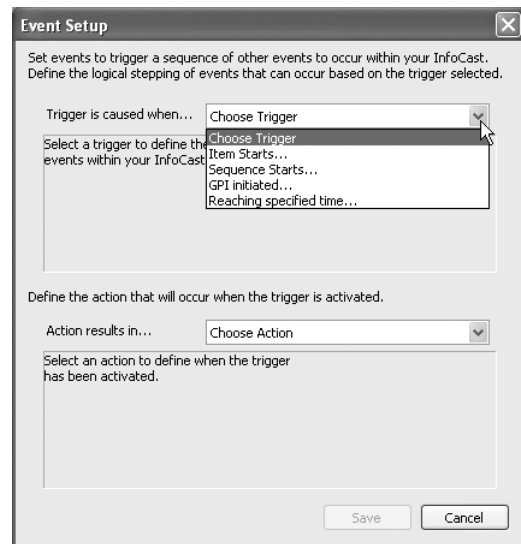 Event Setup
Set events to trigger a sequence of other events to occur within your InfoCast.
Define the logical stepping of events that can occur based on the trigger selected.
Trigger is caused when... Choose Trigger
Choose Trigger
Select a trigger to define the
Item Starts...
events within your InfoCast
Sequence Starts...
GPI initiated...
Reaching specified time...
Define the action that will occur when the trigger is activated.
Action results in... Choose Action
Select an action to define when the trigger
has been activated.
Save Cancel